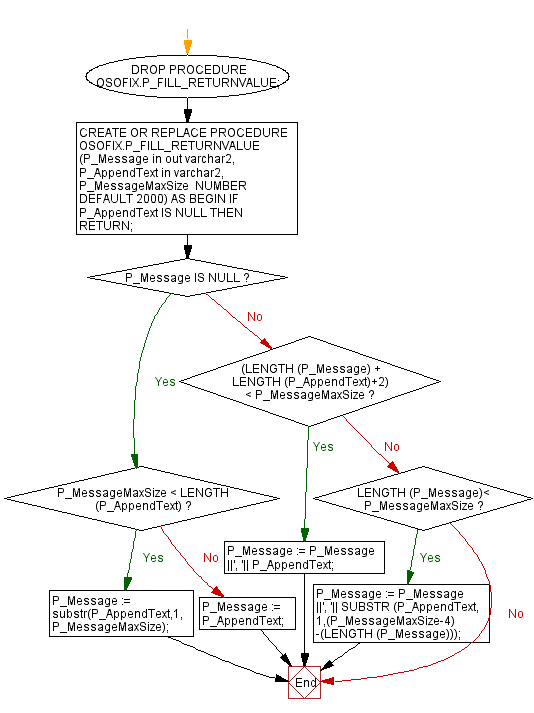 DROP PROCEDURE
OSOFIX.P_FILL_RETURNVALUE;
CREATE OR REPLACE PROCEDURE
OSOFIX.P_FILL_RETURNVALUE
(P_Message in out varchar2,
P_AppendText in varchar2,
P_MessageMaxSize NUMBER
DEFAULT 2000) AS BEGIN IF
P_AppendText IS NULL THEN
RETURN;
P_Message IS NULL ?
No
(LENGTH (P_Message) +
LENGTH (P_AppendText)+2)
< P_MessageMaxSize ?
Yes
Yes
No
P_MessageMaxSize < LENGTH
(P_AppendText) ?
LENGTH (P_Message)<
P_MessageMaxSize ?
Yes
No
P_Message := P_Message
||', '|| P_AppendText;
Yes
P_Message :=
substr(P_AppendText,1,
P_MessageMaxSize);
P_Message :=
P_AppendText;
P_Message := P_Message
||', '|| SUBSTR (P_AppendText,
1,(P_MessageMaxSize-4)
-(LENGTH (P_Message)));
No
End